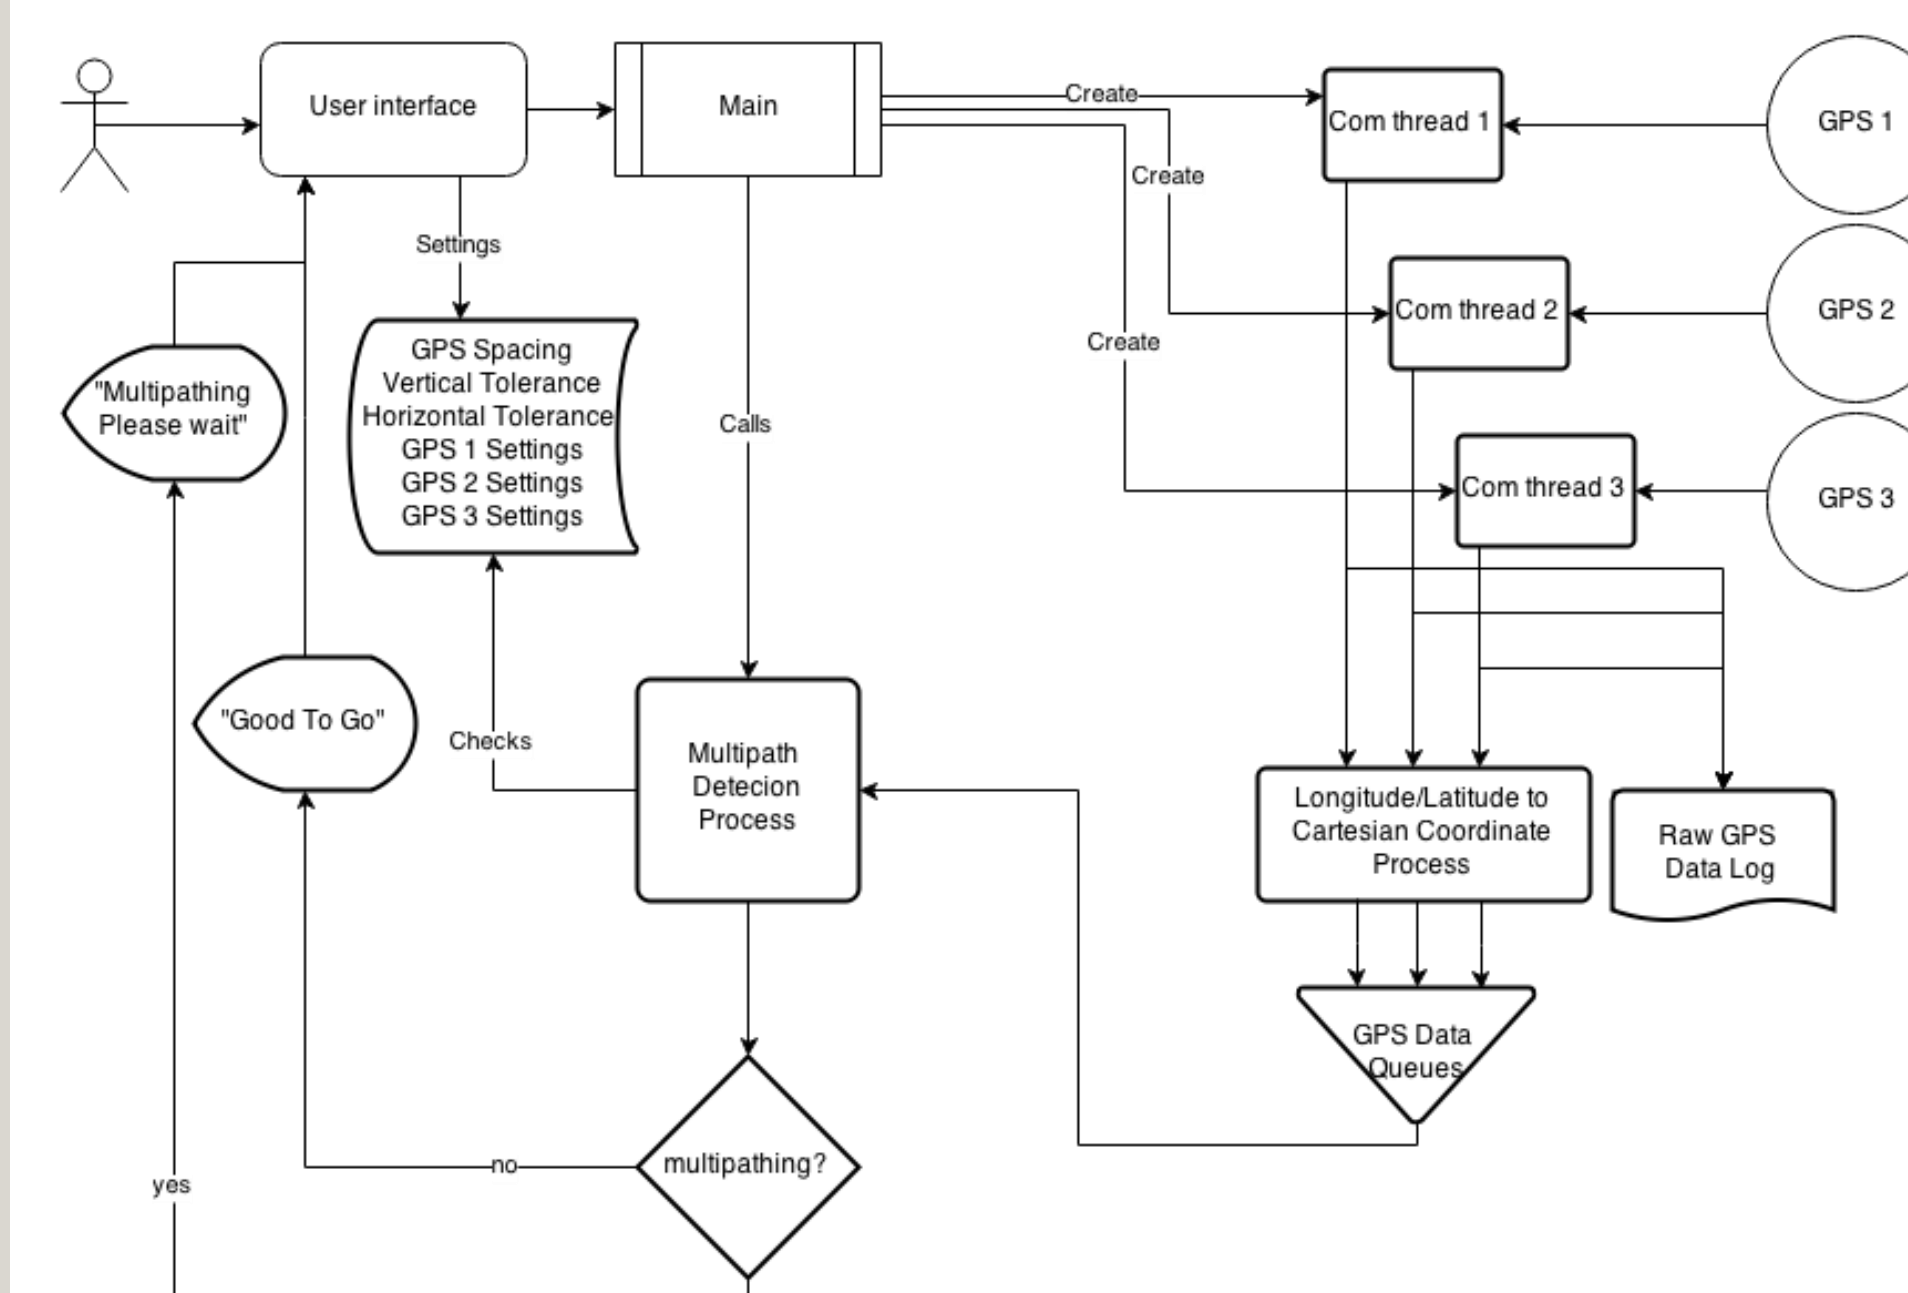 User interface
Main
Create
Com thread 1
GPS 1
Create
Settings
Com thread 2
GPS 2
Create
GPS Spacing
Vertical Tolerance
Horizontal Tolerance
GPS 1 Settings
GPS 2 Settings
GPS 3 Settings
"Multipathing
Please wait"
Calls
Com thread 3
GPS 3
"Good To Go"
Checks
Multipath
Detecion
Process
Longitude/Latitude to
Cartesian Coordinate
Process
Raw GPS
Data Log
GPS Data
Queues
multipathing?
no
yes